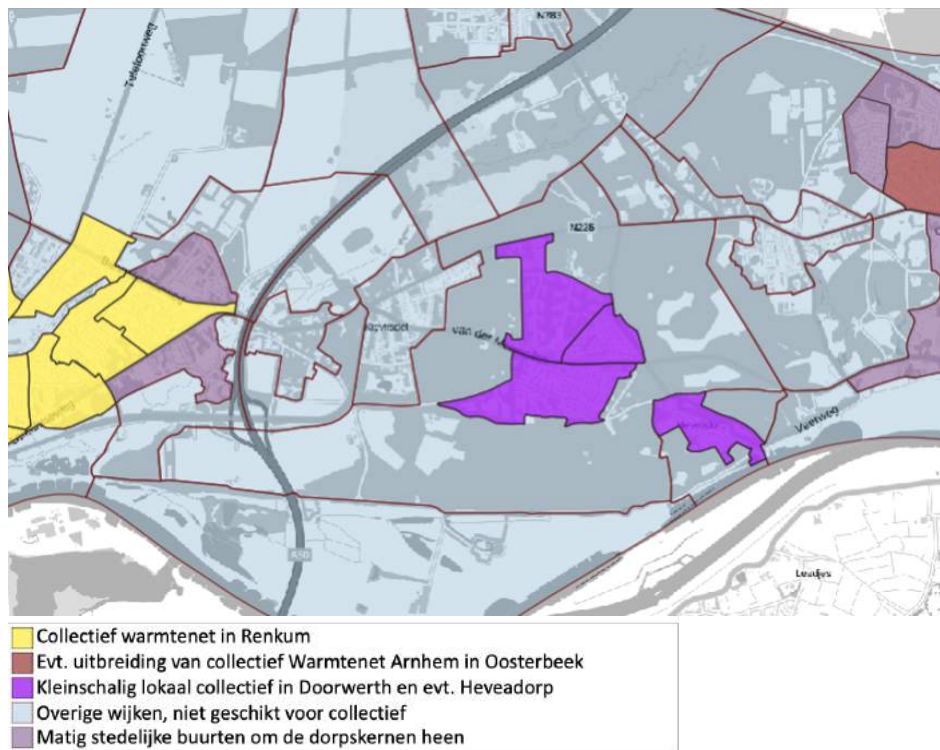 N783
Telefoonweg
N225
van der
Veerweg
A50
Leedjes
Collectief warmtenet in Renkum
Evt. uitbreiding van collectief Warmtenet Arnhem in Oosterbeek
Kleinschalig lokaal collectief in Doorwerth en evt. Heveadorp
Overige wijken, niet geschikt voor collectief
Matig stedelijke buurten om de dorpskernen heen